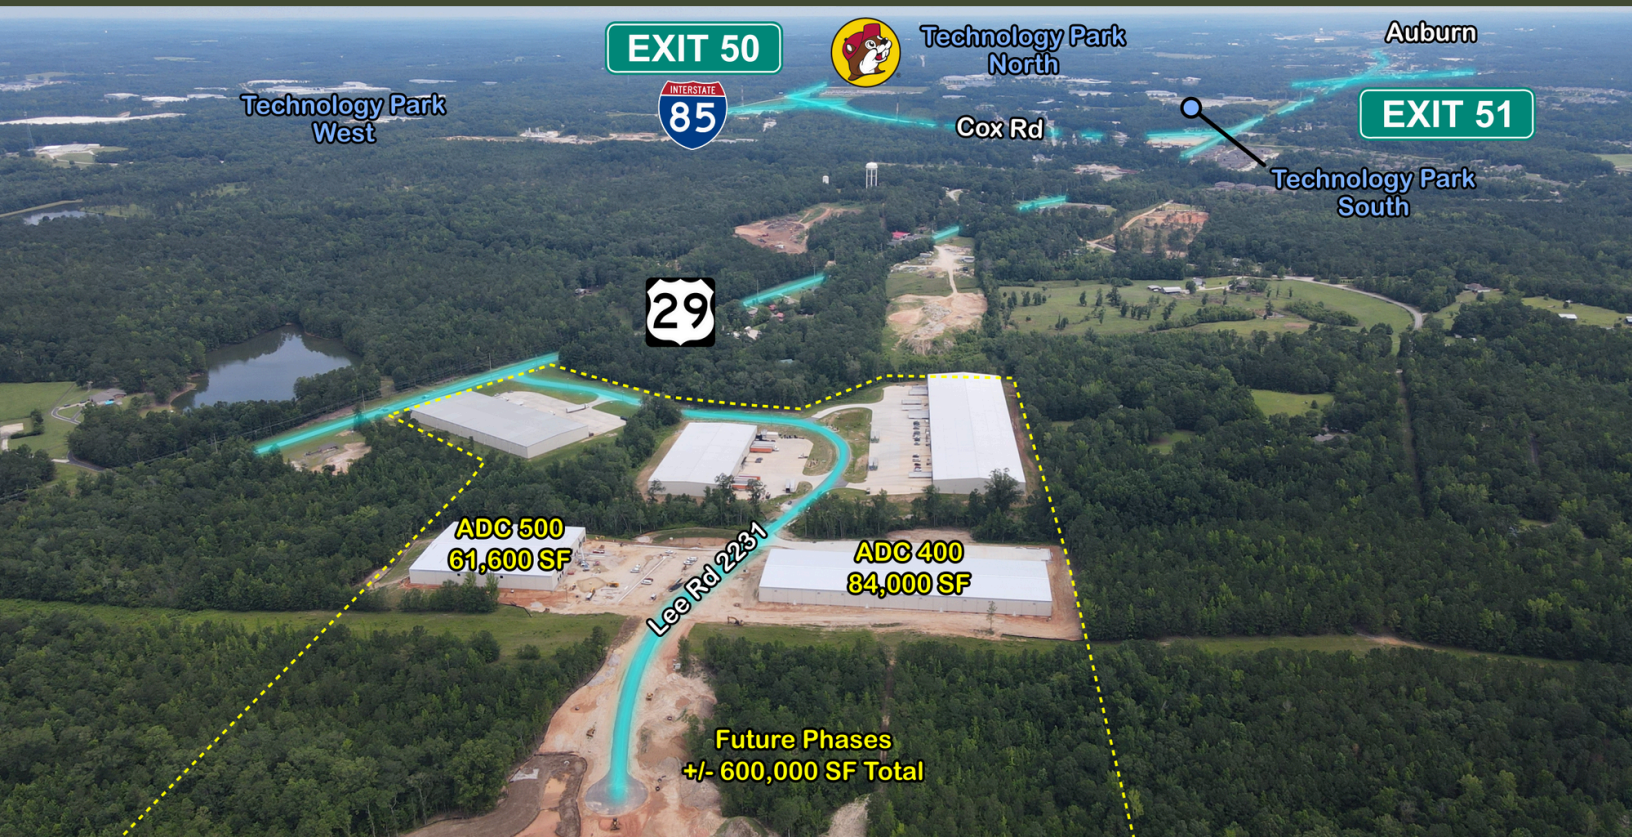 EXIT 50
Technology Park
North
Auburn
INTERSTATE
85
Technology Park
West
Cox Rd
EXIT 51
Technology Park
South
29
ADC 500
61,600 SF
Lee Rd 2231
ADC 400
84,000 SF
Future Phases
+/- 600,000 SF Total